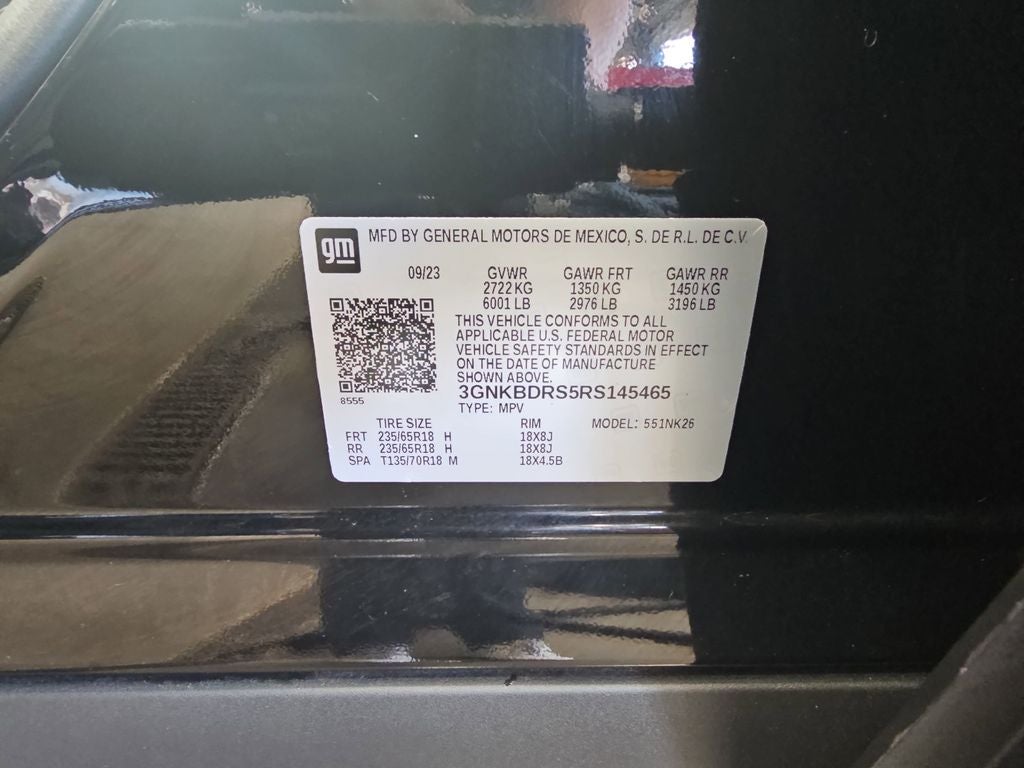 gm MFD BY GENERAL MOTORS DE MEXICO, S. DE R.L. DE C.V.
09/23 GVWR GAWR FRT GAWR RR
2722 KG 1350 KG 1450 KG
6001 LB 2976 LB 3196 LB
THIS VEHICLE CONFORMS TO ALL
APPLICABLE U.S. FEDERAL MOTOR
VEHICLE SAFETY STANDARDS IN EFFECT
ON THE DATE OF MANUFACTURE
SHOWN ABOVE.
3GNKBDRS5RS145465
8555
TYPE: MPV
TIRE SIZE RIM MODEL: 551NK26
FRT 235/65R18 H 18X8J
RR 235/65R18 H 18X8J
SPA T135/70R18 M 18X4.5B